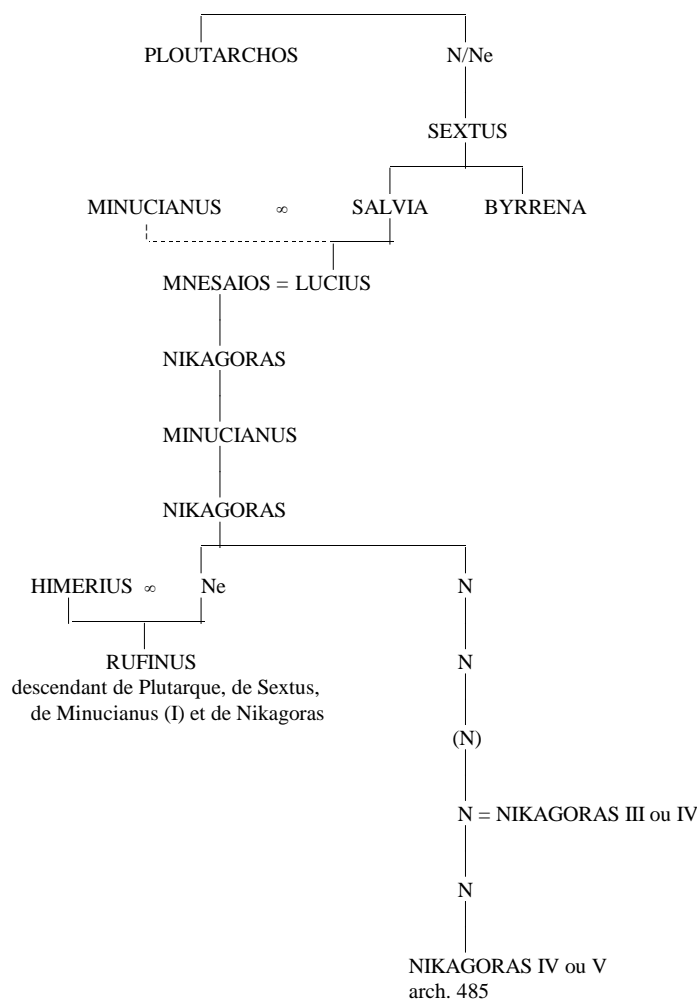 PLOUTARCHOS N/Ne
SEXTUS
MINUCIANUS ∞ SALVIA BYRRENA
MNESAIOS = LUCIUS
NIKAGORAS
MINUCIANUS
NIKAGORAS
HIMERIUS ∞ Ne N
RUFINUS N
descendant de Plutarque, de Sextus,
de Minucianus (I) et de Nikagoras
(N)
N = NIKAGORAS III ou IV
N
NIKAGORAS IV ou V
arch. 485